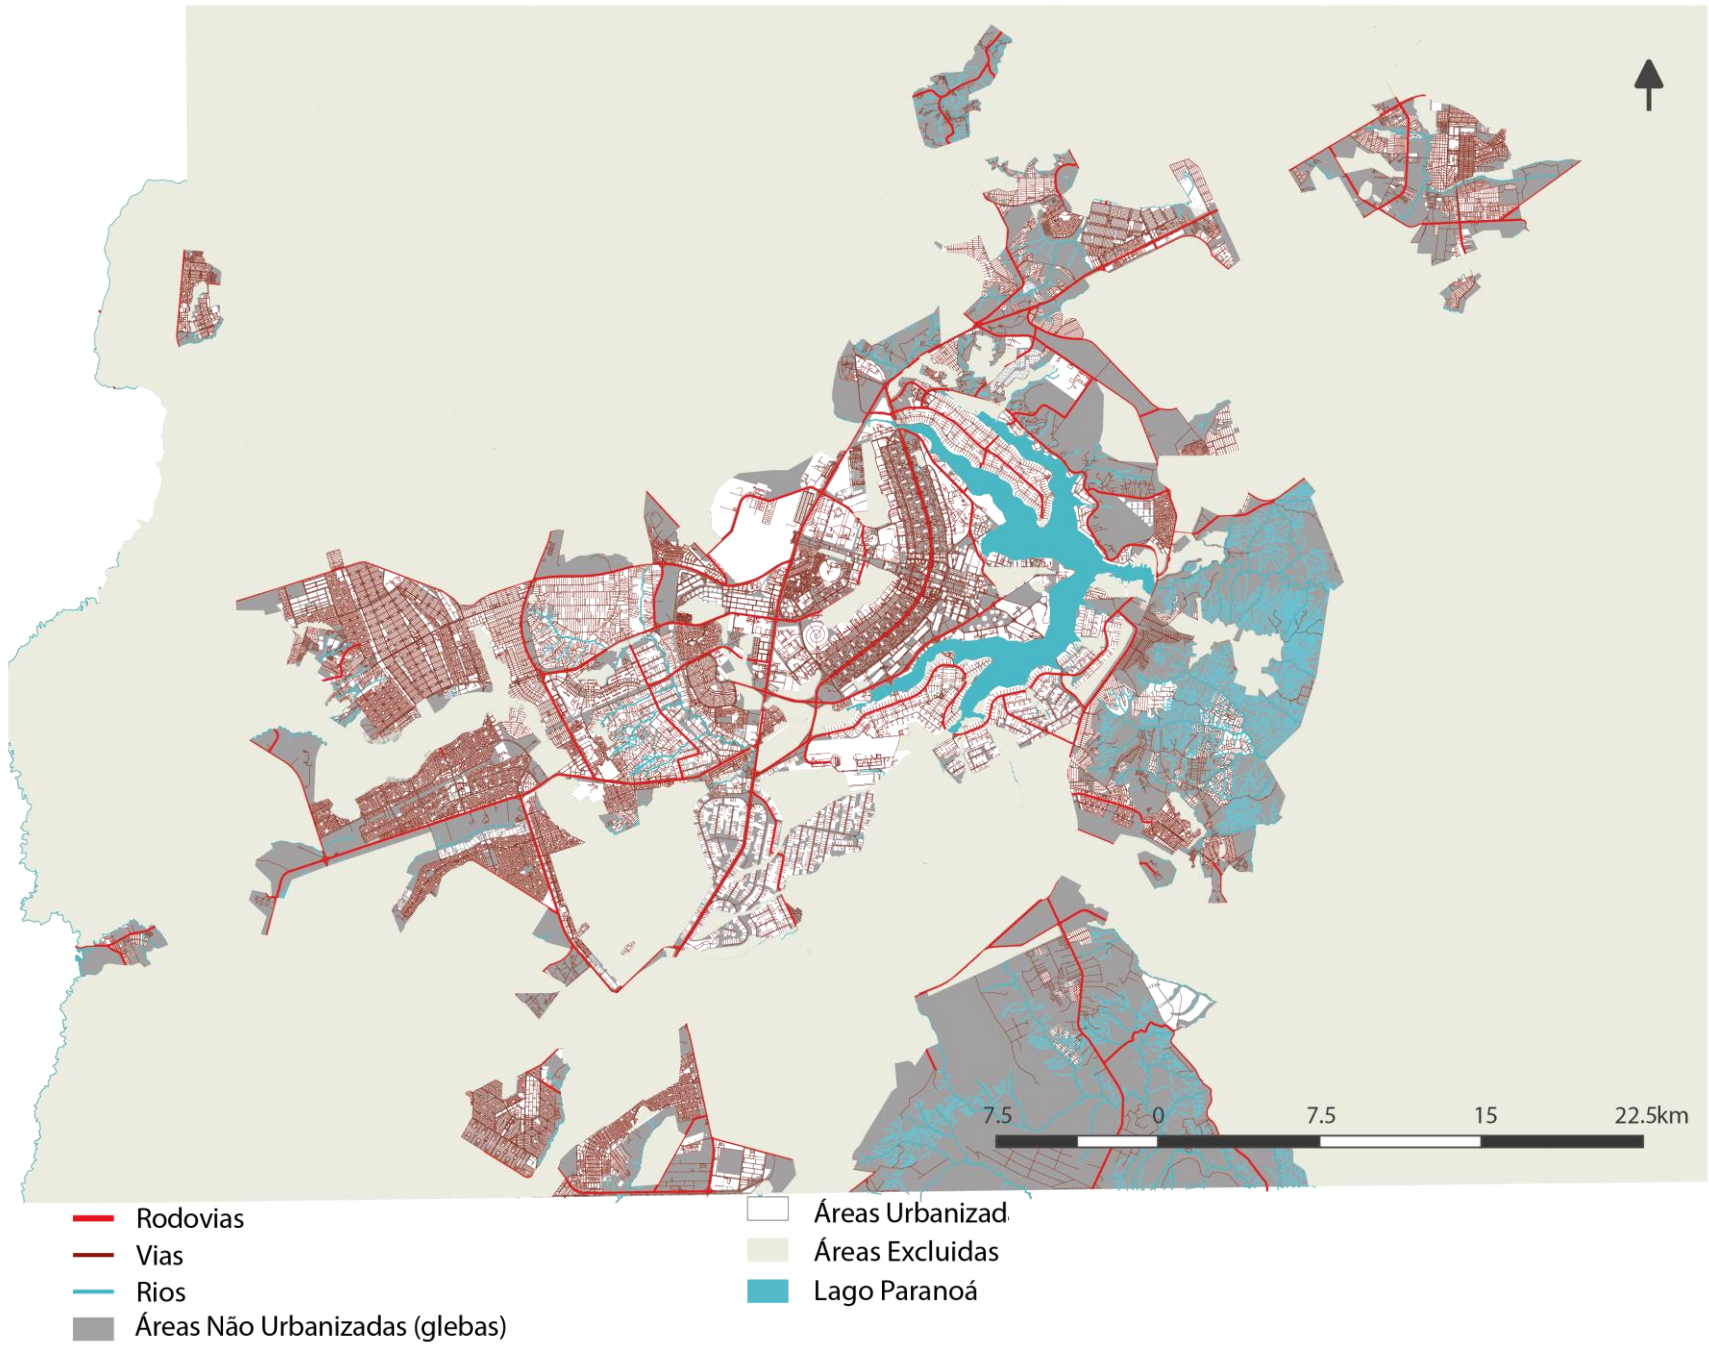 7.5 0 7.5 15 22.5km
Rodovias
Vias
Rios
Áreas Não Urbanizadas (glebas)
Áreas Urbanizad
Áreas Excluidas
Lago Paranoá